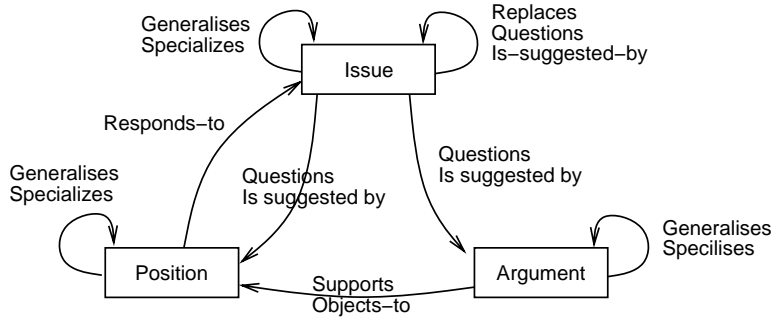 Generalises
Specializes
Replaces
Questions
Is-suggested-by
Issue
Responds-to
Questions
Is suggested by
Questions
Is suggested by
Generalises
Specializes
Generalises
Specilises
Position
Supports
Objects-to
Argument